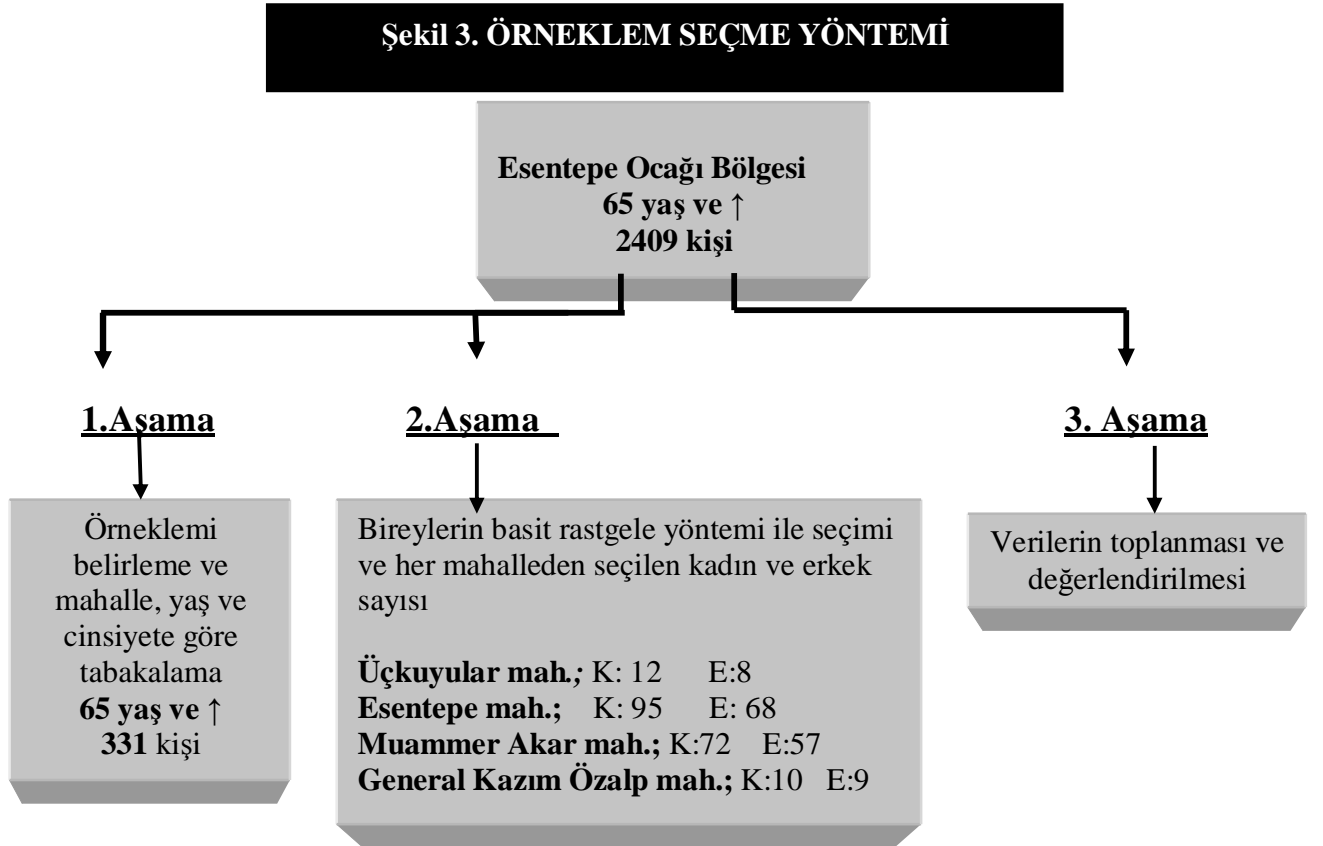 Şekil 3. ÖRNEKLEM SEÇME YÖNTEMİ
Esentepe Ocağı Bölgesi
65 yaş ve ↑
2409 kişi
1.Aşama
Örneklemi
belirleme ve
mahalle, yaş ve
cinsiyete göre
tabakalama
65 yaş ve ↑
331 kişi
2.Aşama
Bireylerin basit rastgele yöntemi ile seçimi
ve her mahalleden seçilen kadın ve erkek
sayısı
Üçkuyular mah.; K: 12 E:8
Esentepe mah.; K: 95 E: 68
Muammer Akar mah.; K:72 E:57
General Kazım Özalp mah.; K:10 E:9
3. Aşama
Verilerin toplanması ve
değerlendirilmesi